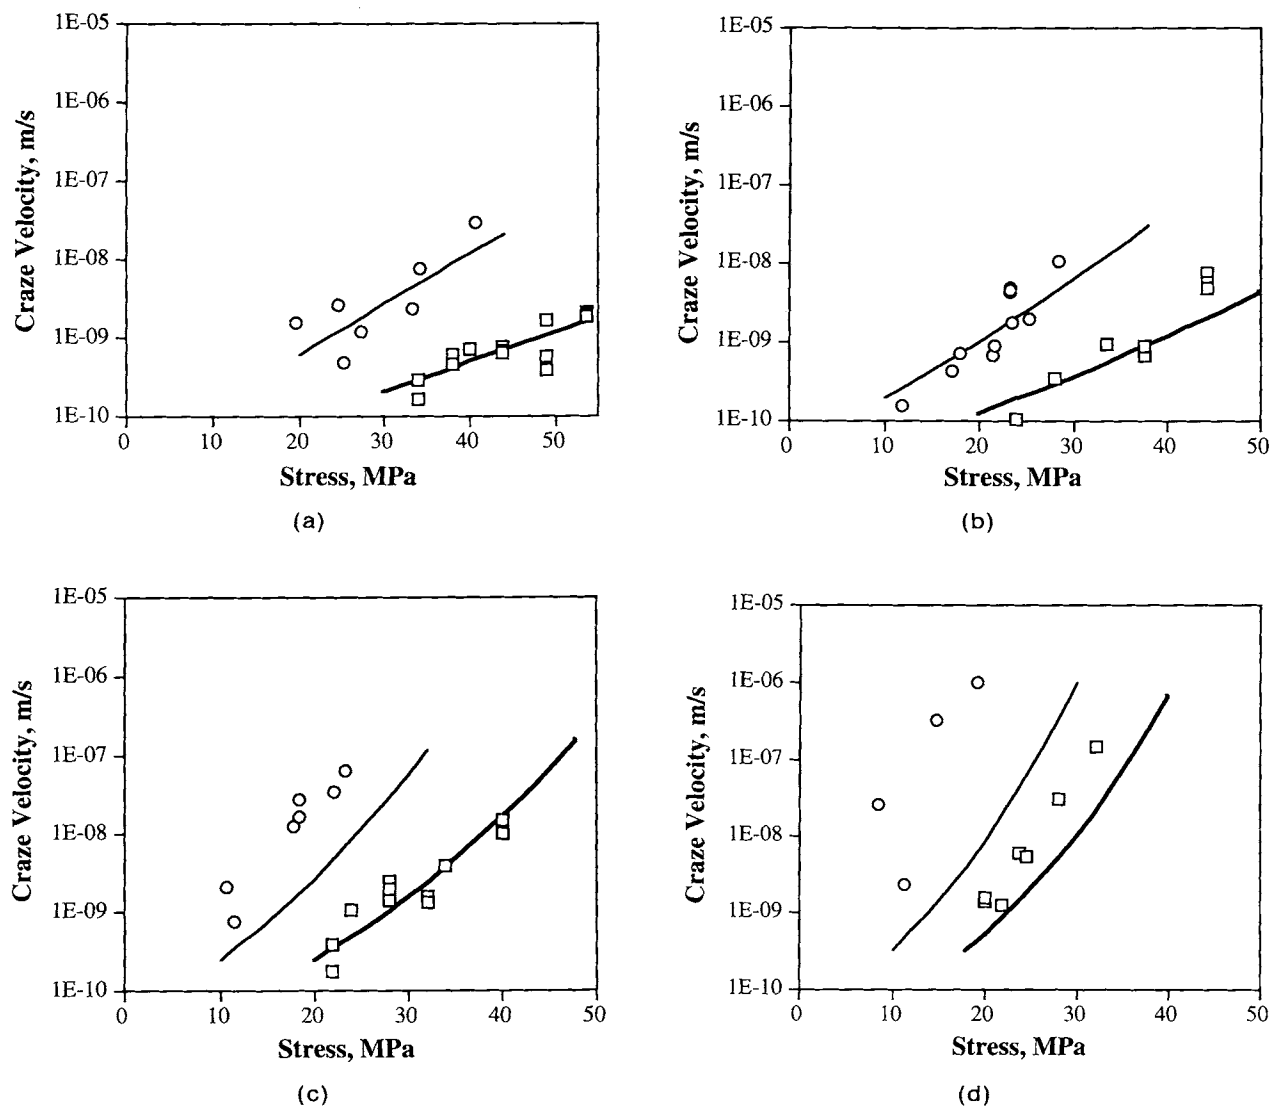 1E-05
1E-06
1E-07
1E-08
1E-09
1E-10
Craze Velocity, m/s
0 10 20 30 40 50
Stress, MPa
(a)
1E-05
1E-06
1E-07
1E-08
1E-09
1E-10
Craze Velocity, m/s
0 10 20 30 40 50
Stress, MPa
(b)
1E-05
1E-06
1E-07
1E-08
1E-09
1E-10
Craze Velocity, m/s
0 10 20 30 40 50
Stress, MPa
(c)
1E-05
1E-06
1E-07
1E-08
1E-09
1E-10
Craze Velocity, m/s
0 10 20 30 40 50
Stress, MPa
(d)